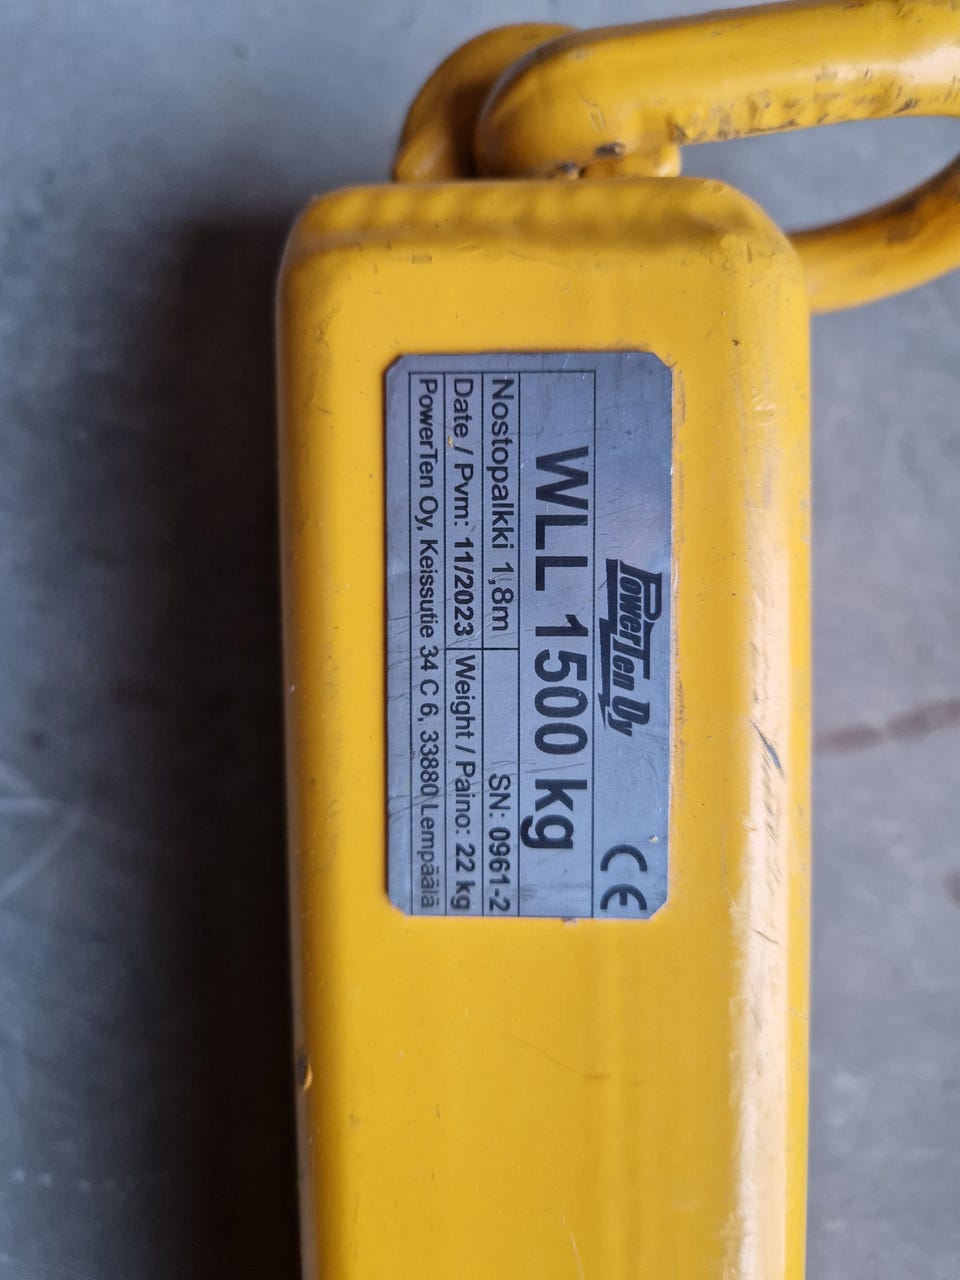 PowerTen Oy CE
WLL 1500 kg
Nostopalkki 1,8m SN: 0961-2
Date / Pvm: 11/2023 Weight / Paino: 22 kg
PowerTen Oy, Keissutie 34 C 6, 33880 Lempäälä